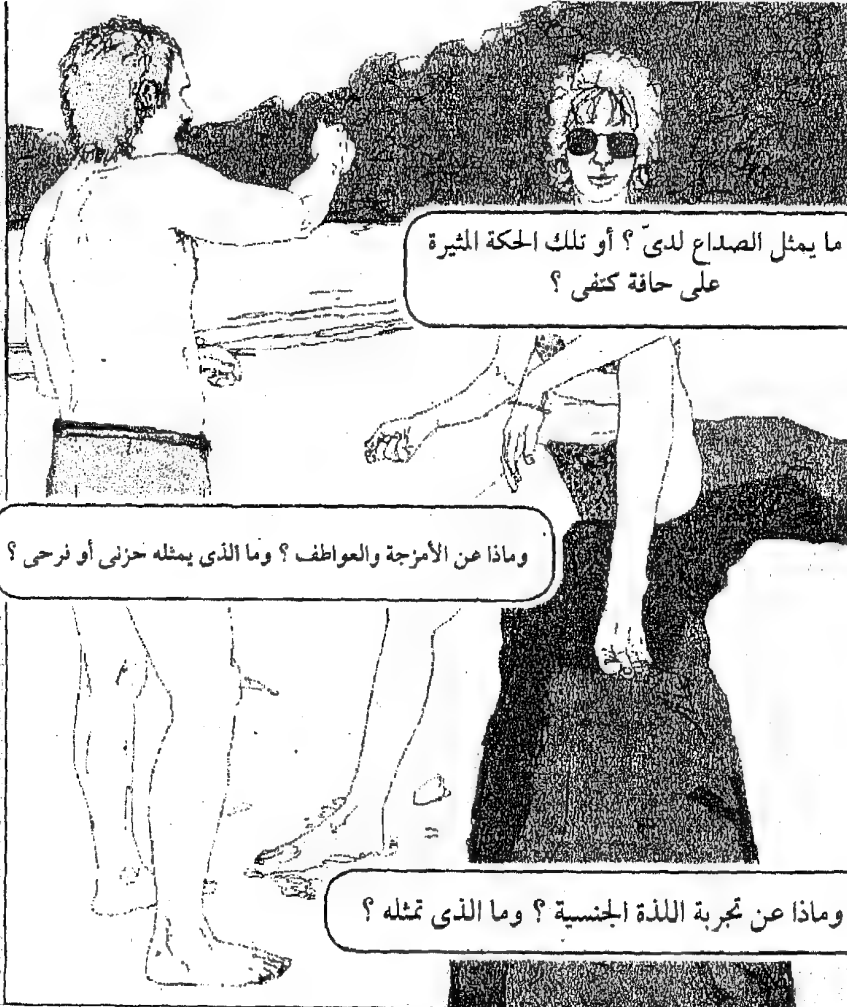 ما يمثل الصداع لدىّ ؟ أو تلك الحكة المثيرة
على حافة كتفى ؟
وماذا عن الأمزجة والعواطف ؟ وما الذى يمثله حزنى أو فرحى ؟
وماذا عن تجربة اللذة الجنسية ؟ وما الذى تمثله ؟